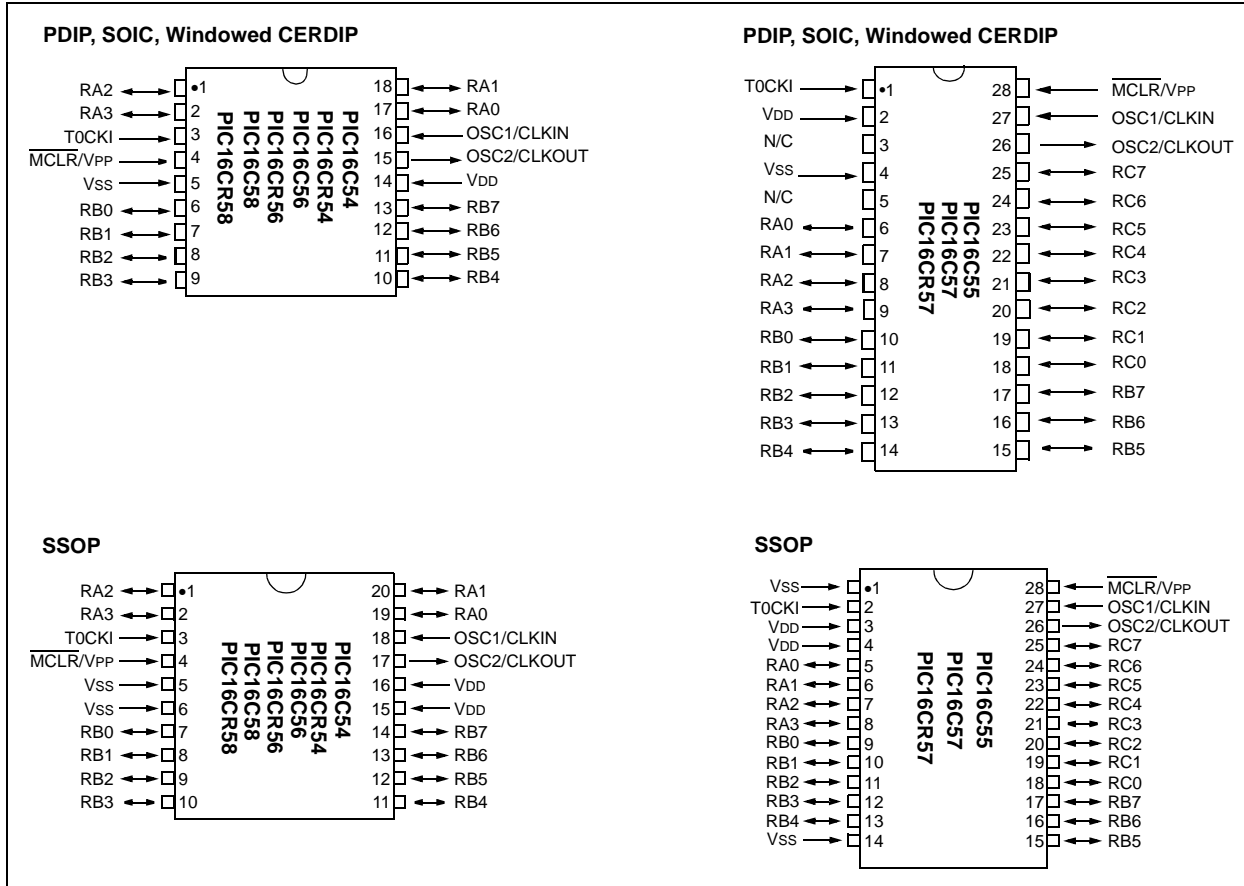 PDIP, SOIC, Windowed CERDIP
RA2 •1 18 RA1
RA3 2 17 RA0
T0CKI 3 16 OSC1/CLKIN
MCLR/VPP 4 15 OSC2/CLKOUT
VSS 5 14 VDD
RB0 6 13 RB7
RB1 7 12 RB6
RB2 8 11 RB5
RB3 9 10 RB4
PIC16C54
PIC16CR54
PIC16C56
PIC16CR56
PIC16C58
PIC16CR58
PDIP, SOIC, Windowed CERDIP
T0CKI •1 28 MCLR/VPP
VDD 2 27 OSC1/CLKIN
N/C 3 26 OSC2/CLKOUT
VSS 4 25 RC7
N/C 5 24 RC6
RA0 6 23 RC5
RA1 7 22 RC4
RA2 8 21 RC3
RA3 9 20 RC2
RB0 10 19 RC1
RB1 11 18 RC0
RB2 12 17 RB7
RB3 13 16 RB6
RB4 14 15 RB5
PIC16C55
PIC16C57
PIC16CR57
SSOP
RA2 •1 20 RA1
RA3 2 19 RA0
T0CKI 3 18 OSC1/CLKIN
MCLR/VPP 4 17 OSC2/CLKOUT
VSS 5 16 VDD
VSS 6 15 VDD
RB0 7 14 RB7
RB1 8 13 RB6
RB2 9 12 RB5
RB3 10 11 RB4
PIC16C54
PIC16CR54
PIC16C56
PIC16CR56
PIC16C58
PIC16CR58
SSOP
VSS •1 28 MCLR/VPP
T0CKI 2 27 OSC1/CLKIN
VDD 3 26 OSC2/CLKOUT
VDD 4 25 RC7
RA0 5 24 RC6
RA1 6 23 RC5
RA2 7 22 RC4
RA3 8 21 RC3
RB0 9 20 RC2
RB1 10 19 RC1
RB2 11 18 RC0
RB3 12 17 RB7
RB4 13 16 RB6
VSS 14 15 RB5
PIC16C55
PIC16C57
PIC16CR57